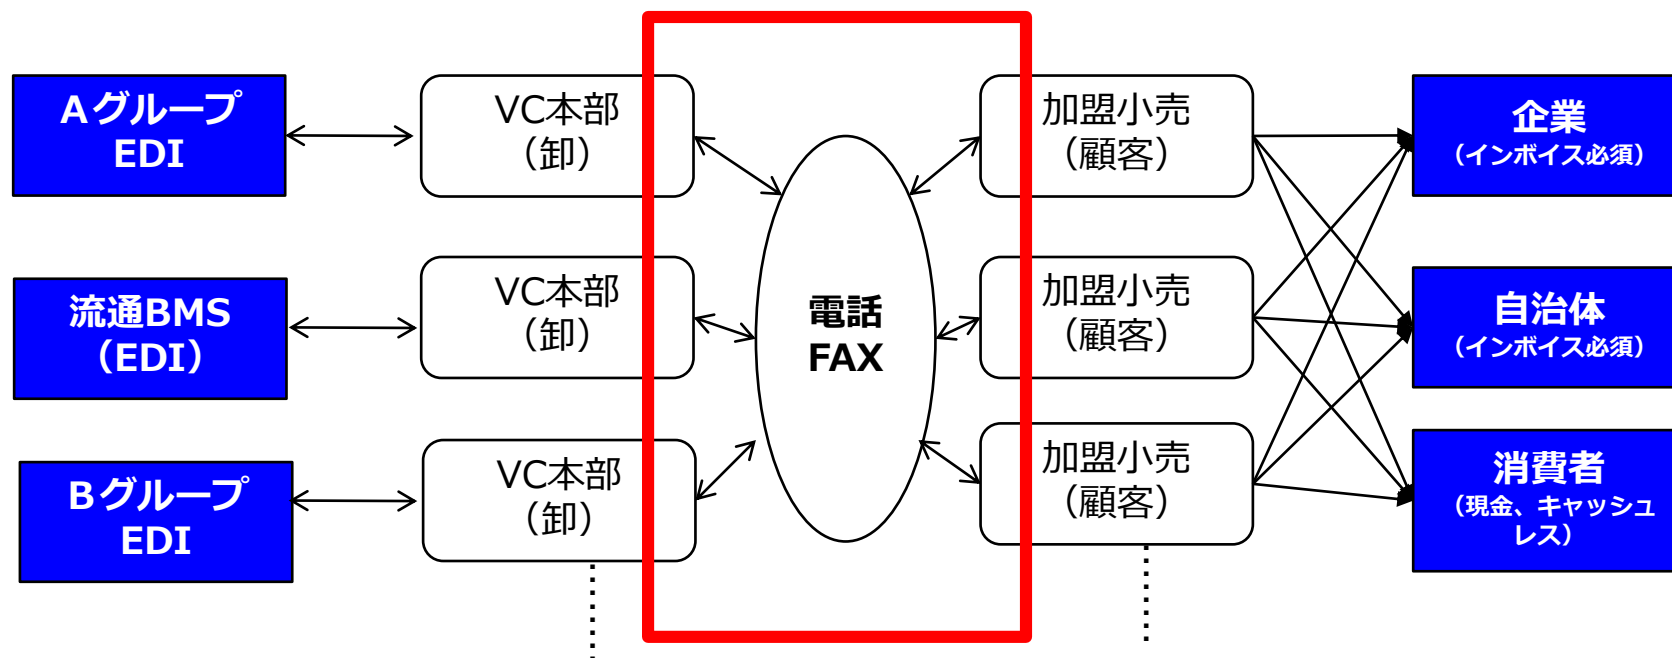 Aグループ
EDI
VC本部
（卸）
加盟小売
（顧客）
企業
（インボイス必須）
流通BMS
（EDI）
VC本部
（卸）
電話
FAX
加盟小売
（顧客）
自治体
（インボイス必須）
Bグループ
EDI
VC本部
（卸）
加盟小売
（顧客）
消費者
（現金、キャッシュ
レス）